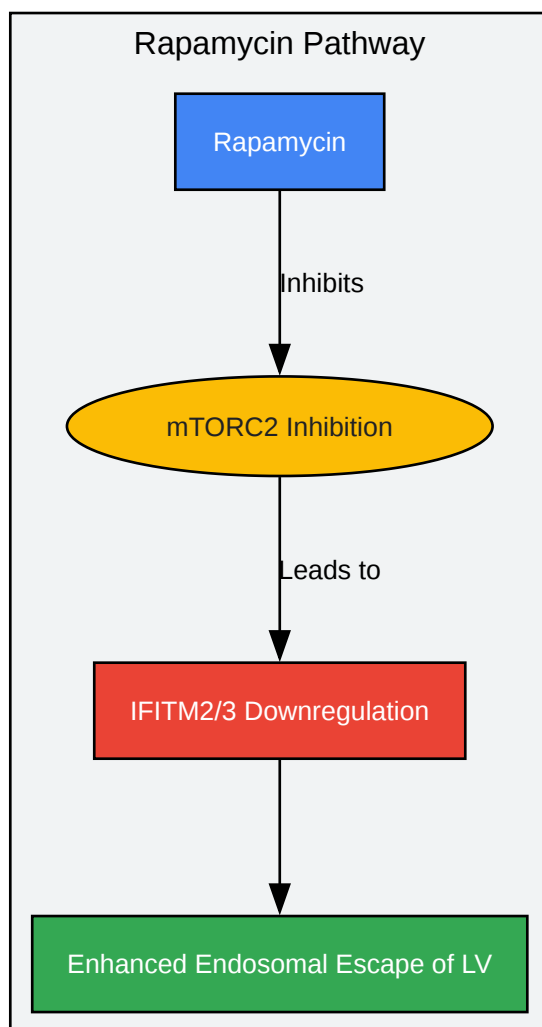 Rapamycin Pathway
Rapamycin
Inhibits
mTORC2 Inhibition
Leads to
IFITM2/3 Downregulation
Enhanced Endosomal Escape of LV